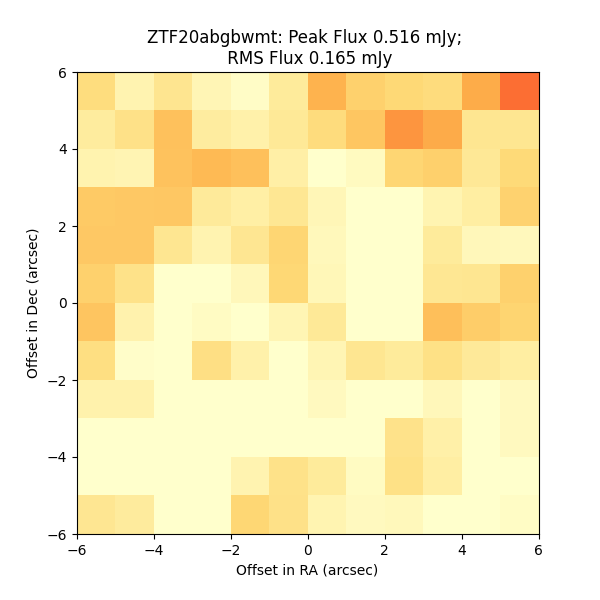 ZTF20abgbwmt: Peak Flux 0.516 mJy;
RMS Flux 0.165 mJy
6
4
2
0
−2
−4
−6
Offset in Dec (arcsec)
−6 −4 −2 0 2 4 6
Offset in RA (arcsec)